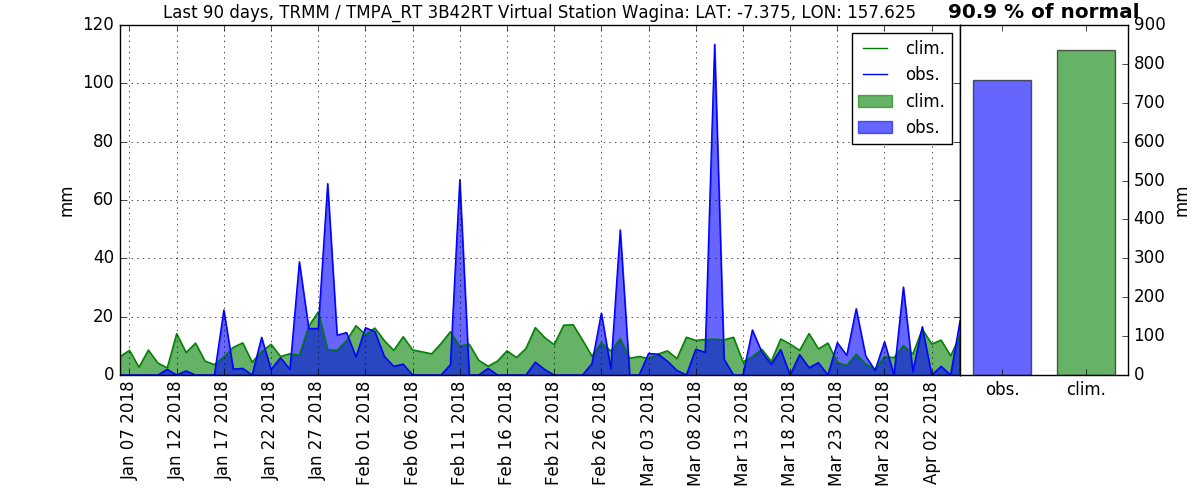 Last 90 days, TRMM / TMPA_RT 3B42RT Virtual Station Wagina: LAT: -7.375, LON: 157.625
90.9 % of normal
120
100
80
60
40
20
0
mm
clim.
obs.
clim.
obs.
900
800
700
600
500
400
300
200
100
0
mm
Jan 07 2018
Jan 12 2018
Jan 17 2018
Jan 22 2018
Jan 27 2018
Feb 01 2018
Feb 06 2018
Feb 11 2018
Feb 16 2018
Feb 21 2018
Feb 26 2018
Mar 03 2018
Mar 08 2018
Mar 13 2018
Mar 18 2018
Mar 23 2018
Mar 28 2018
Apr 02 2018
obs.
clim.